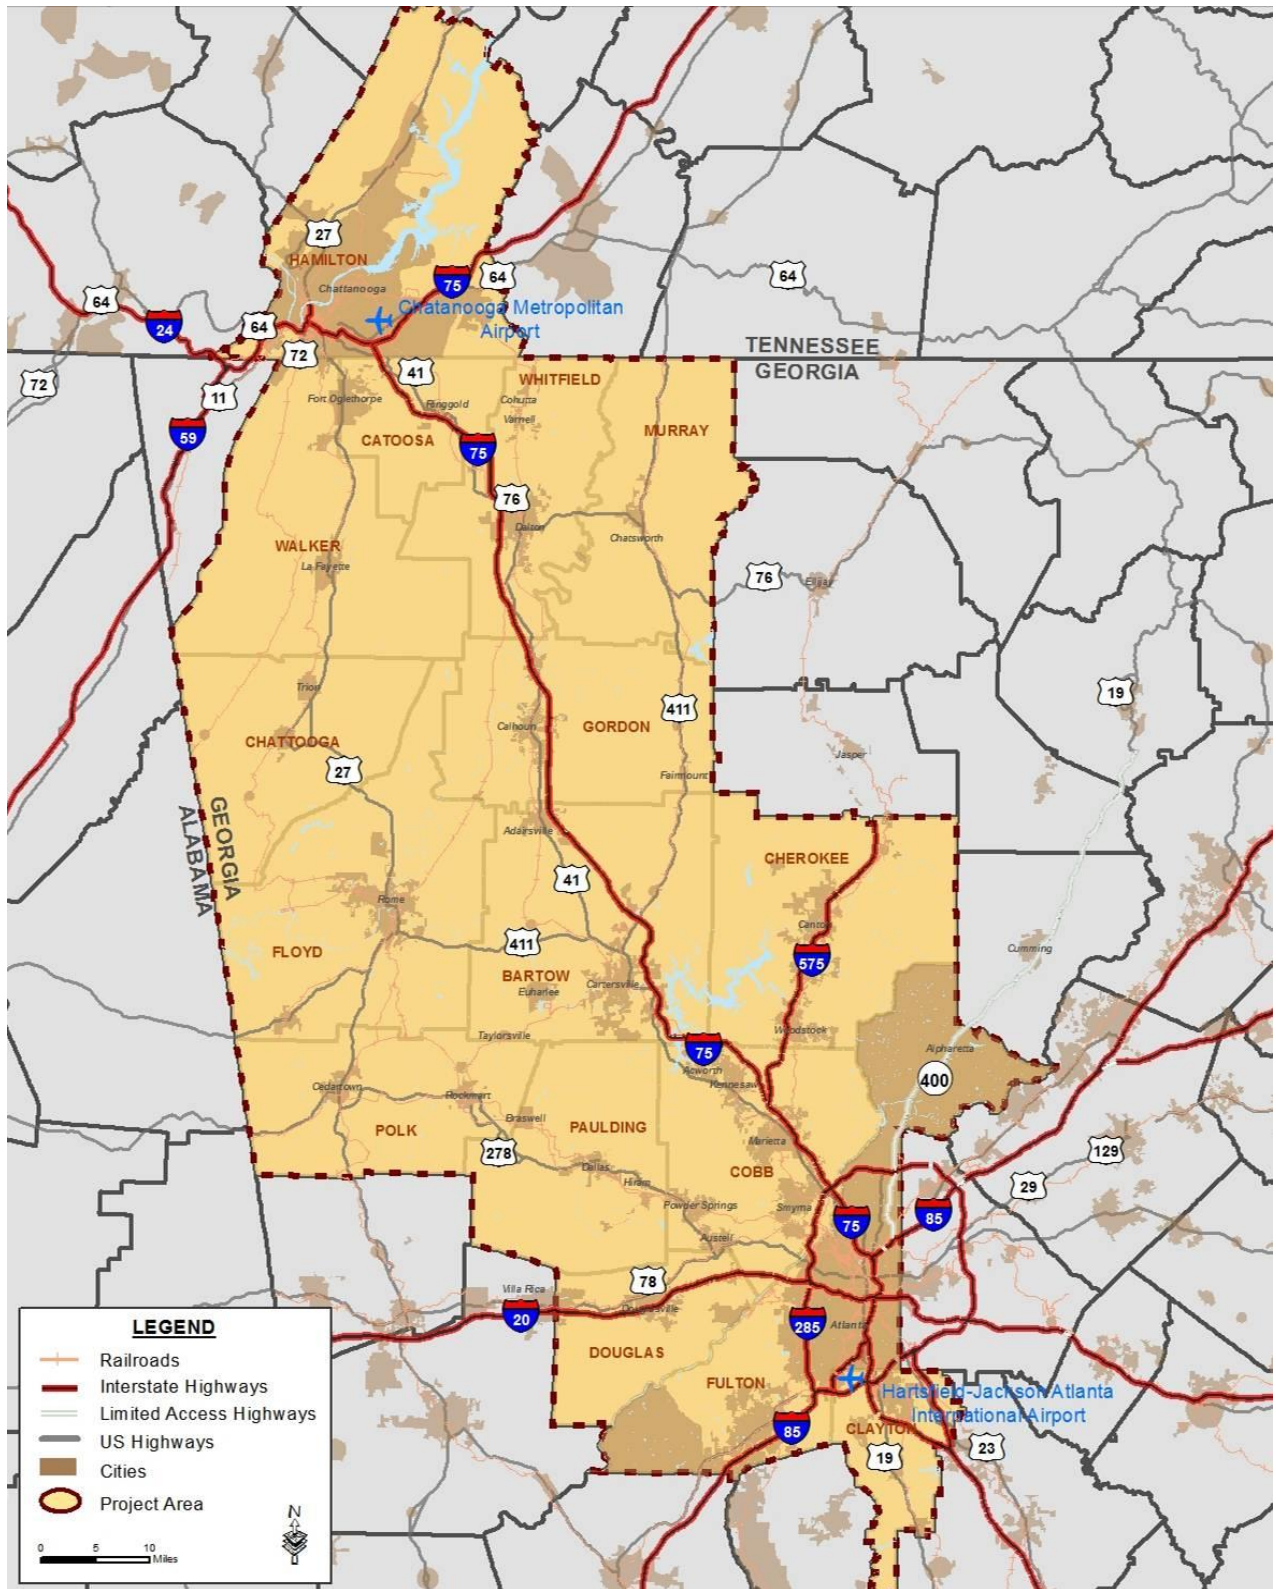 27
HAMILTON
Chattanooga
75
64
64
64
24
64
Chatanooga Metropolitan
Airport
72
72
11
41
TENNESSEE
GEORGIA
WHITFIELD
59
Fort Oglethorpe
Ringgold
Cohutta
Varnell
CATOOSA
MURRAY
75
76
Dalton
Chatsworth
WALKER
La Fayette
76
Ellijay
Trion
19
411
Calhoun
GORDON
CHATTOOGA
27
Jasper
Fairmount
GEORGIA
ALABAMA
Adairsville
CHEROKEE
41
Rome
Canton
411
FLOYD
575
Cumming
BARTOW
Euharlee
Cartersville
Taylorsville
Woodstock
75
Alpharetta
Acworth
Kennesaw
400
Cedartown
Rockmart
Braswell
POLK
PAULDING
278
Marietta
129
Dallas
COBB
Hiram
29
Powder Springs
Smyrna
75
85
Austell
78
Villa Rica
20
Douglasville
285
Atlanta
DOUGLAS
FULTON
Hartsfield-Jackson Atlanta
International Airport
85
CLAYTON
19
23
LEGEND
Railroads
Interstate Highways
Limited Access Highways
US Highways
Cities
Project Area
N
0 5 10
Miles